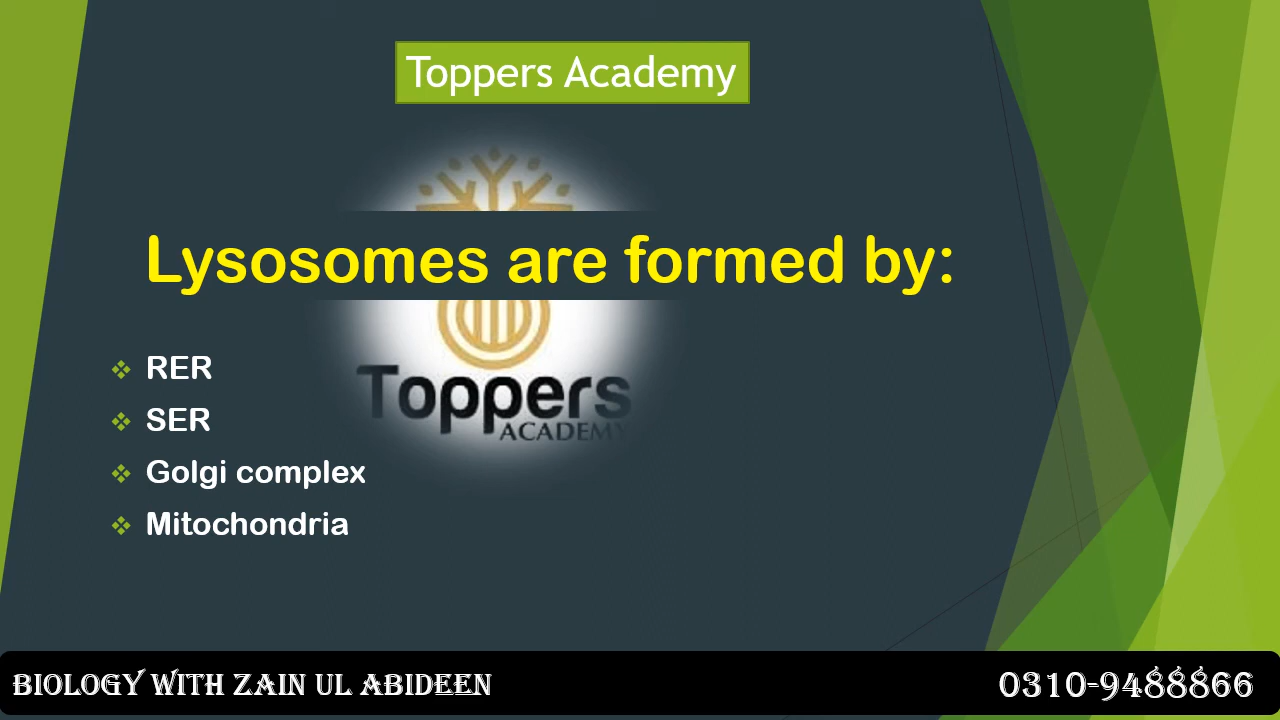 Toppers Academy
Lysosomes are formed by:
RER
SER
Golgi complex
Mitochondria
Toppers
ACADEMY
BIOLOGY WITH ZAIN UL ABIDEEN
0310-9488866